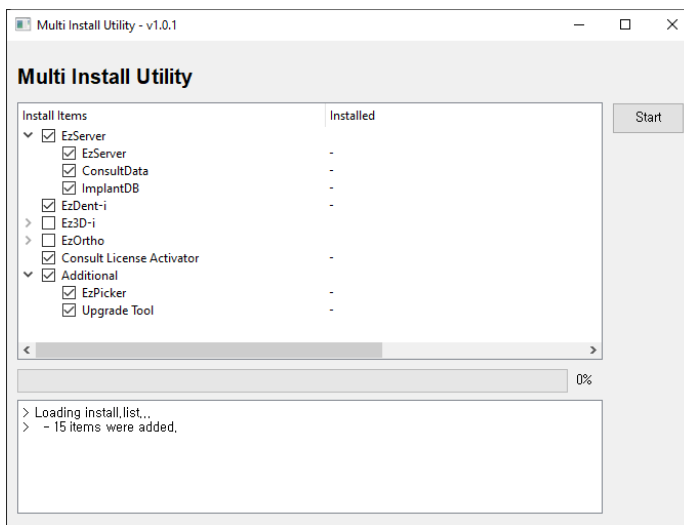 Multi Install Utility - v1.0.1
Multi Install Utility
Install Items Installed
Start
EzServer
EzServer -
ConsultData -
ImplantDB -
EzDent-i -
Ez3D-i
EzOrtho
Consult License Activator -
Additional
EzPicker -
Upgrade Tool -
0%
> Loading install,list,,,
> - 15 items were added,